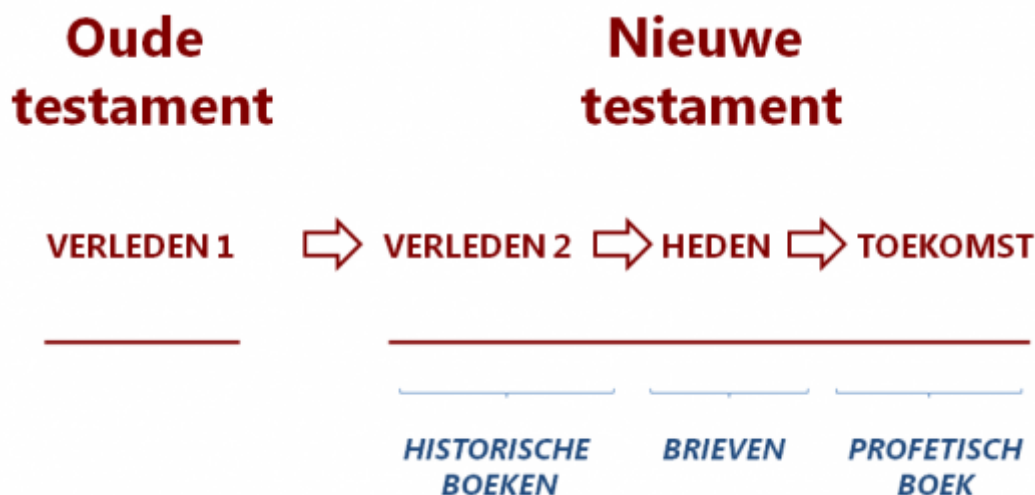 Oude
testament
Nieuwe
testament
VERLEDEN 1
VERLEDEN 2
HEDEN
TOEKOMST
HISTORISCHE
BOEKEN
BRIEVEN
PROFETISCH
BOEK